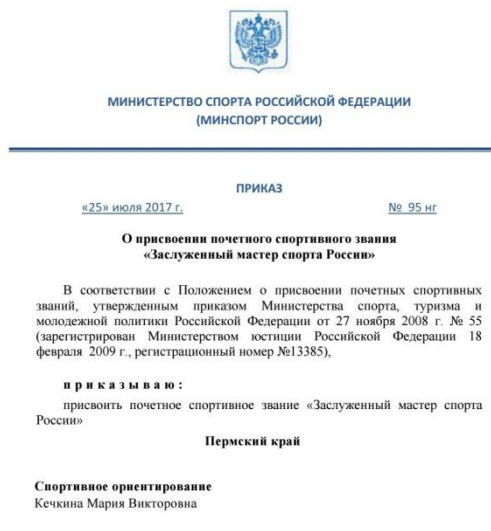 МИНИСТЕРСТВО СПОРТА РОССИЙСКОЙ ФЕДЕРАЦИИ
(МИНСПОРТ РОССИИ)
ПРИКАЗ
«25» июля 2017 г. № 95 нг
О присвоении почетного спортивного звания
«Заслуженный мастер спорта России»
В соответствии с Положением о присвоении почетных спортивных
званий, утвержденным приказом Министерства спорта, туризма и
молодежной политики Российской Федерации от 27 ноября 2008 г. № 55
(зарегистрирован Министерством юстиции Российской Федерации 18
февраля 2009 г., регистрационный номер №13385),
п р и к а з ы в а ю :
присвоить почетное спортивное звание «Заслуженный мастер спорта
России»
Пермский край
Спортивное ориентирование
Кечкина Мария Викторовна